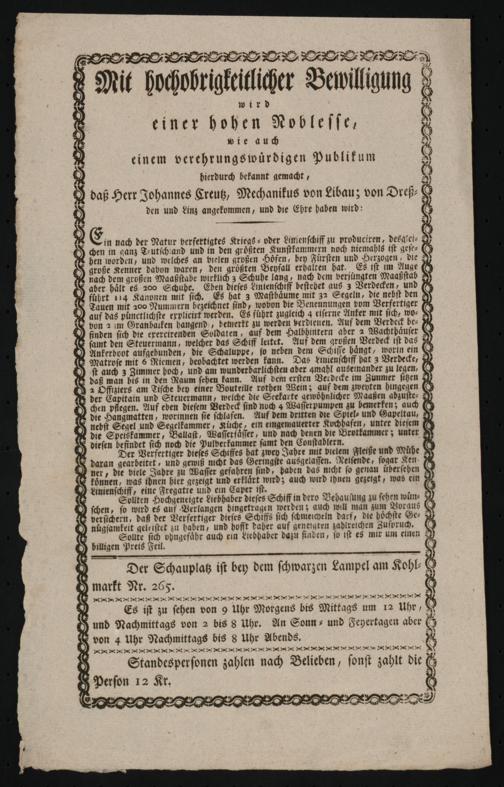 Mit hochobrigkeitlicher Bewilligung
wird
einer hohen Noblesse,
wie auch
einem verehrungswürdigen Publikum
hierdurch bekannt gemacht,
daß Herr Johannes Creutz, Mechanikus von Libau; von Dreß-
den und Linz angekommen, und die Ehre haben wird:
Ein nach der Natur verfertigtes Kriegs- oder Linienschiff zu produciren, desglei-
chen in ganz Teutschland und in den größten Kunstkammern noch niemahls ist gese-
hen worden, und welches an vielen großen Höfen, bey Fürsten und Herzogen, die
große Kenner davon waren, den größten Beyfall erhalten hat. Es ist im Auge
nach dem großen Maaßstabe wirklich 3 Schuhe lang, nach dem verjüngten Maaßstab
aber hält es 200 Schuhe. Eben dieses Linienschiff bestehet aus 3 Verdecken, und
führt 114 Kanonen mit sich. Es hat 3 Mastbäume mit 32 Segeln, die nebst den
Tauen mit 200 Nummern bezeichnet sind, wovon die Benennungen vom Verfertiger
auf das pünctlichste explicirt werden. Es führt zugleich 4 eiserne Anker mit sich, wo-
von 2 im Granbalken hangend, bemerkt zu werden verdienen. Auf dem Verdeck be-
finden sich die exercirenden Soldaten, auf dem Halbhintern aber 2 Wachthäuser
samt den Steuermann, welcher das Schiff leitet. Auf dem großen Verdeck ist das
Ankerboot aufgebunden, die Schaluppe, so neben dem Schiffe hängt, worin ein
Matrose mit 6 Riemen, beobachtet werden kann. Das Linienschiff hat 3 Verdecke,
ist auch 3 Zimmer hoch, und am wunderbarlichsten aber 4mahl auseinander zu legen,
daß man bis in den Raum sehen kann. Auf dem ersten Verdecke im Zimmer sitzen
2 Offiziers am Tische bey einer Bouteille rothen Wein; auf dem zweyten hingegen
der Capitain und Steuermann, welche die Seekarte gewöhnlicher Maaßen abzuste-
chen pflegen. Auf eben diesem Verdeck sind noch 4 Wasserpumpen zu bemerken; auch
die Hangmatten, worinnen sie schlafen. Auf dem dritten die Spiel- und Gapeltau,
nebst Segel und Segelkammer, Küche, ein eingemauerter Kochhafen, unter diesem
die Speiskammer, Ballast, Wasserfässer, und nach denen die Brotkammer; unter
diesen befindet sich noch die Pulverkammer samt den Constablern.
Der Verfertiger dieses Schiffes hat zwey Jahre mit vielem Fleiße und Mühe
daran gearbeitet, und gewiß nicht das Geringste ausgelassen. Reisende, sogar Ken-
ner, die viele Jahre zu Wasser gefahren sind, haben das nicht so genau übersehen
können, was ihnen hier gezeigt und erklärt wird; auch wird ihnen gezeigt, was ein
Linienschiff, eine Fregatte und ein Caper ist.
Sollten Hochgeneigte Liebhaber dieses Schiff in dero Behausung zu sehen wün-
schen, so wird es auf Verlangen hingetragen werden; auch will man zum Voraus
versichern, daß der Verfertiger dieses Schiffs sich schmeicheln darf, die höchste Ge-
nügsamkeit geleistet zu haben, und hofft daher auf geneigten zahlreichen Zuspruch.
Sollte sich ohngefähr auch ein Liebhaber dazu finden, so ist es mir um einen
billigen Preis Feil.
Der Schauplatz ist bey dem schwarzen Lampel am Kohl-
markt Nr. 265.
Es ist zu sehen von 9 Uhr Morgens bis Mittags um 12 Uhr,
und Nachmittags von 2 bis 8 Uhr. An Sonn- und Feyertagen aber
von 4 Uhr Nachmittags bis 8 Uhr Abends.
Standespersonen zahlen nach Belieben, sonst zahlt die
Person 12 Kr.